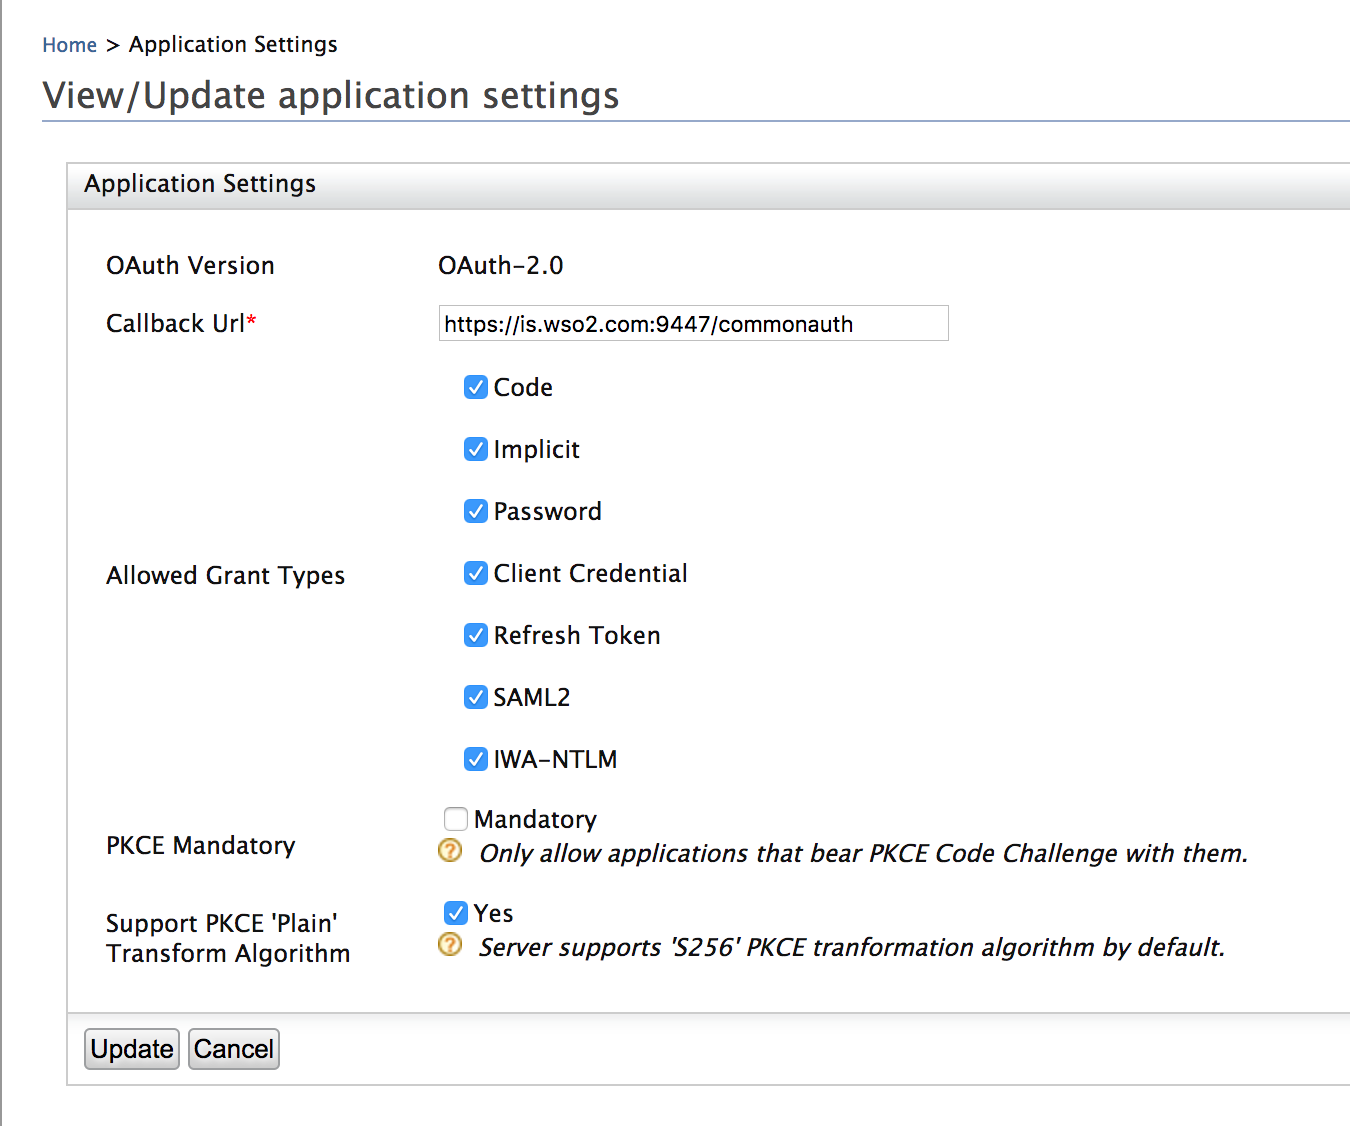 Home > Application Settings
View/Update application settings
Application Settings
OAuth Version OAuth-2.0
Callback Url* https://is.wso2.com:9447/commonauth
Code
Implicit
Password
Allowed Grant Types Client Credential
Refresh Token
SAML2
IWA-NTLM
Mandatory
PKCE Mandatory
? Only allow applications that bear PKCE Code Challenge with them.
Yes
Support PKCE 'Plain'
Transform Algorithm
? Server supports 'S256' PKCE tranformation algorithm by default.
Update Cancel